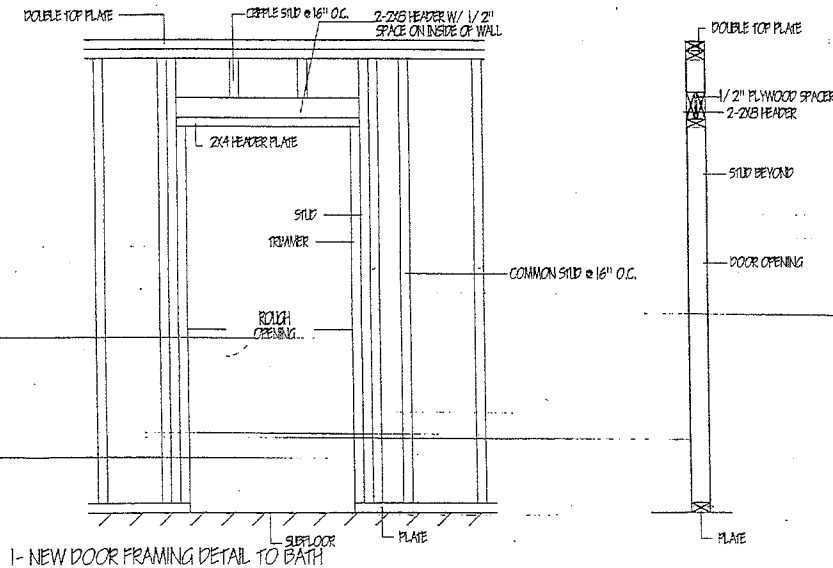 DOUBLE TOP PLATE
CRIPPLE STUD @ 16" O.C.
2-2X8 HEADER W/ 1/2"
SPACE ON INSIDE OF WALL
DOUBLE TOP PLATE
1/2" PLYWOOD SPACER
2-2X8 HEADER
2X4 HEADER PLATE
STUD BEYOND
STUD
TRIMMER
DOOR OPENING
COMMON STUD @ 16" O.C.
ROUGH
OPENING
SUBFLOOR
PLATE
PLATE
1- NEW DOOR FRAMING DETAIL TO BATH